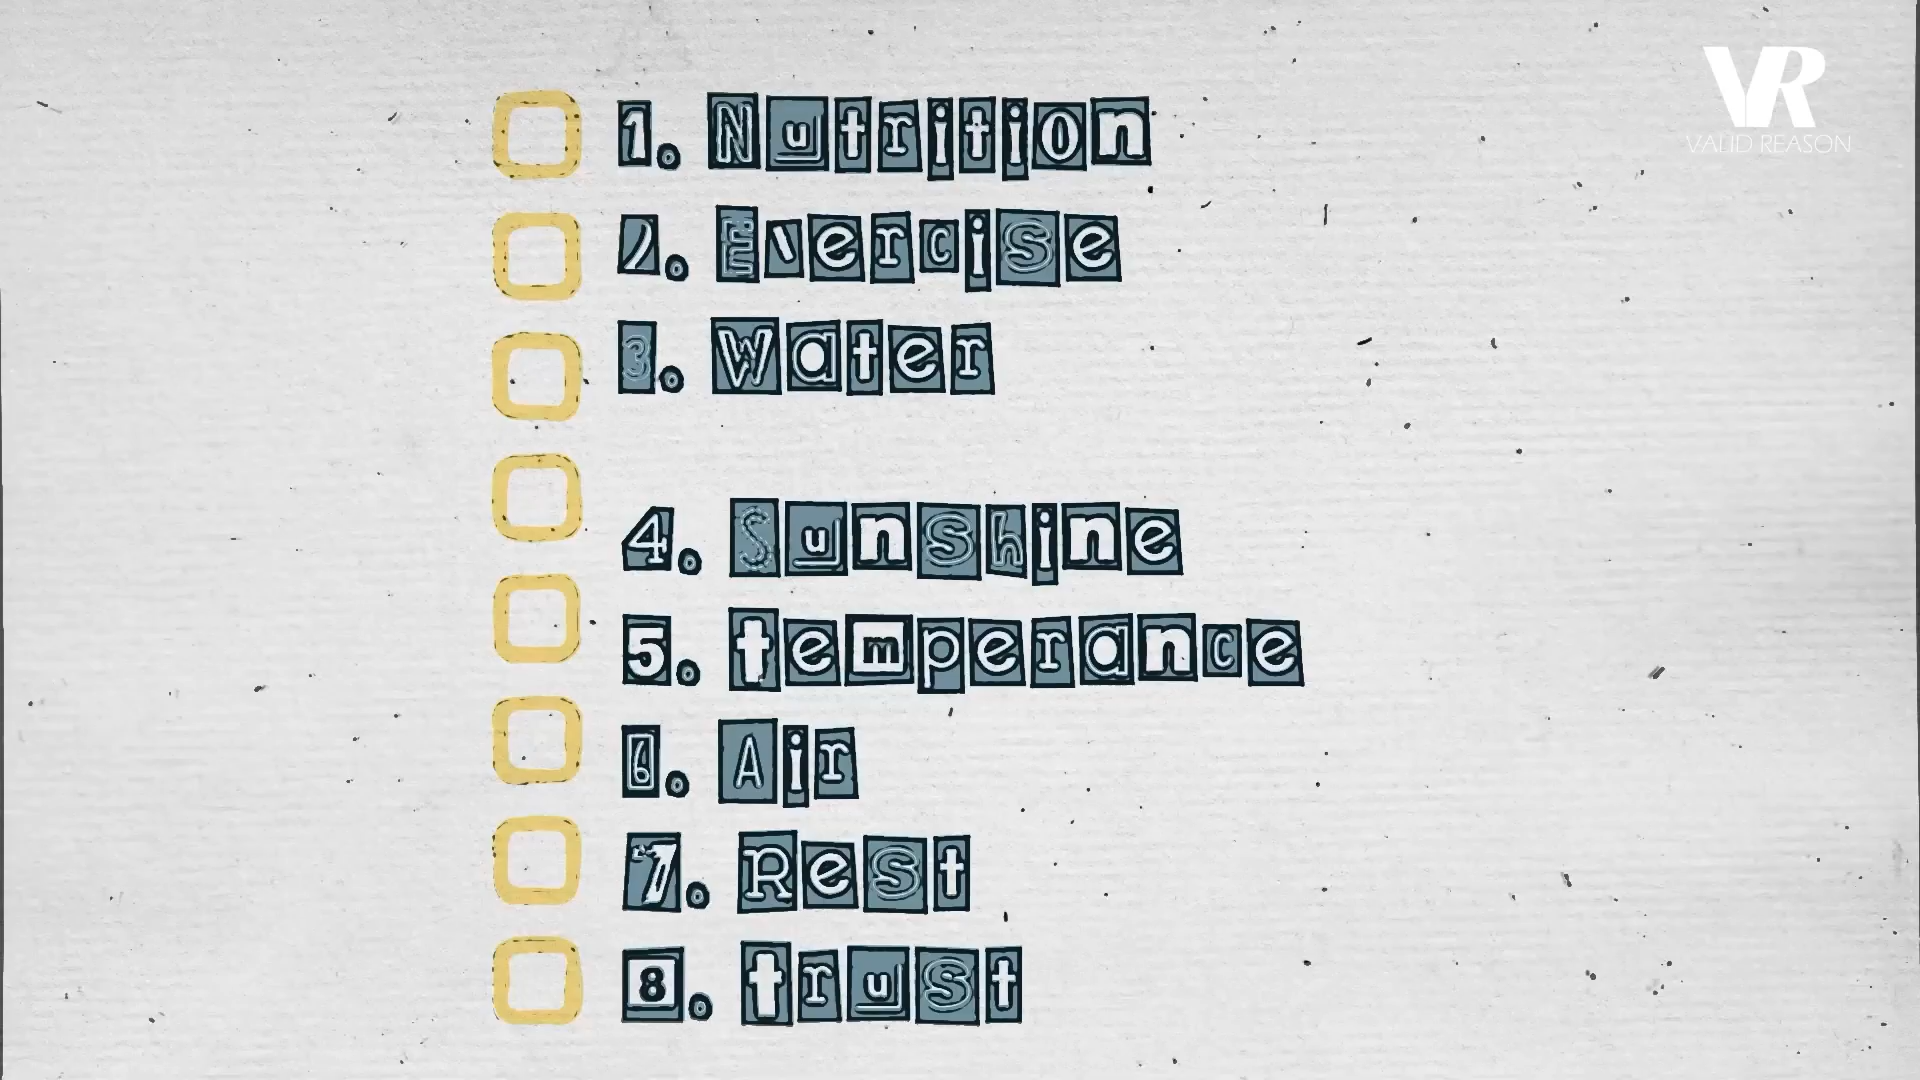 VR
VALID REASON
1. Nutrition
2. Exercise
3. Water
4. Sunshine
5. temperance
6. Air
7. Rest
8. trust